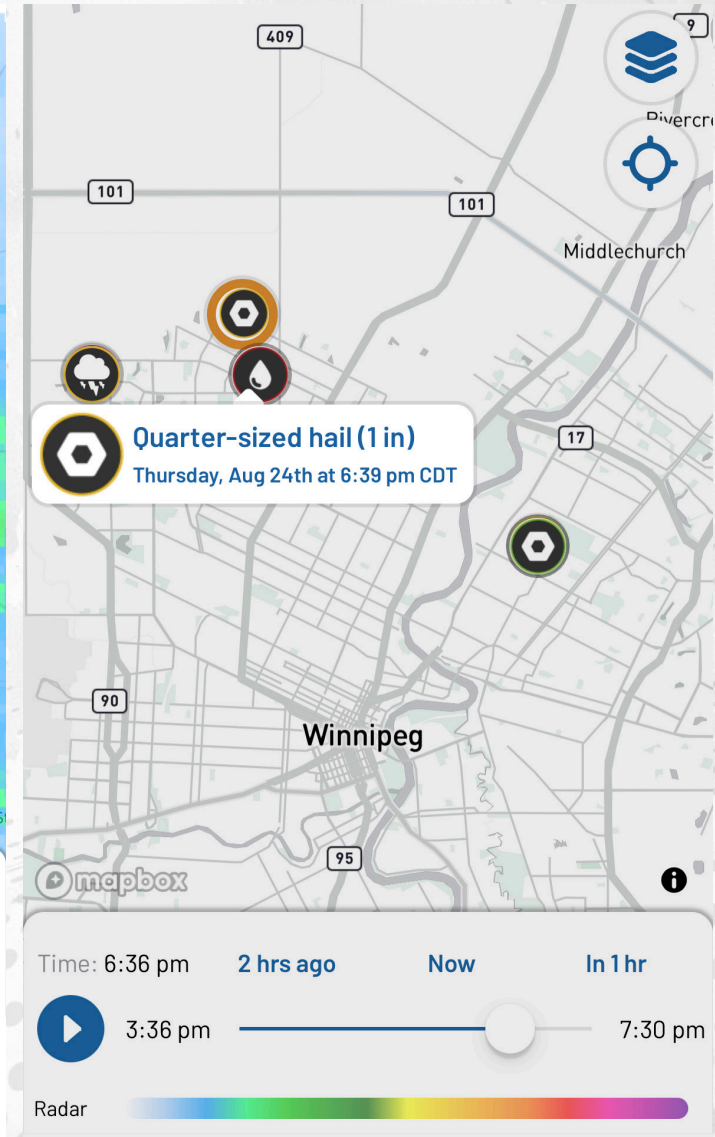 409
9
Rivercr
101
101
Middlechurch
Quarter-sized hail (1 in)
Thursday, Aug 24th at 6:39 pm CDT
17
90
Winnipeg
95
mapbox
Time: 6:36 pm 2 hrs ago Now In 1 hr
3:36 pm 7:30 pm
Radar